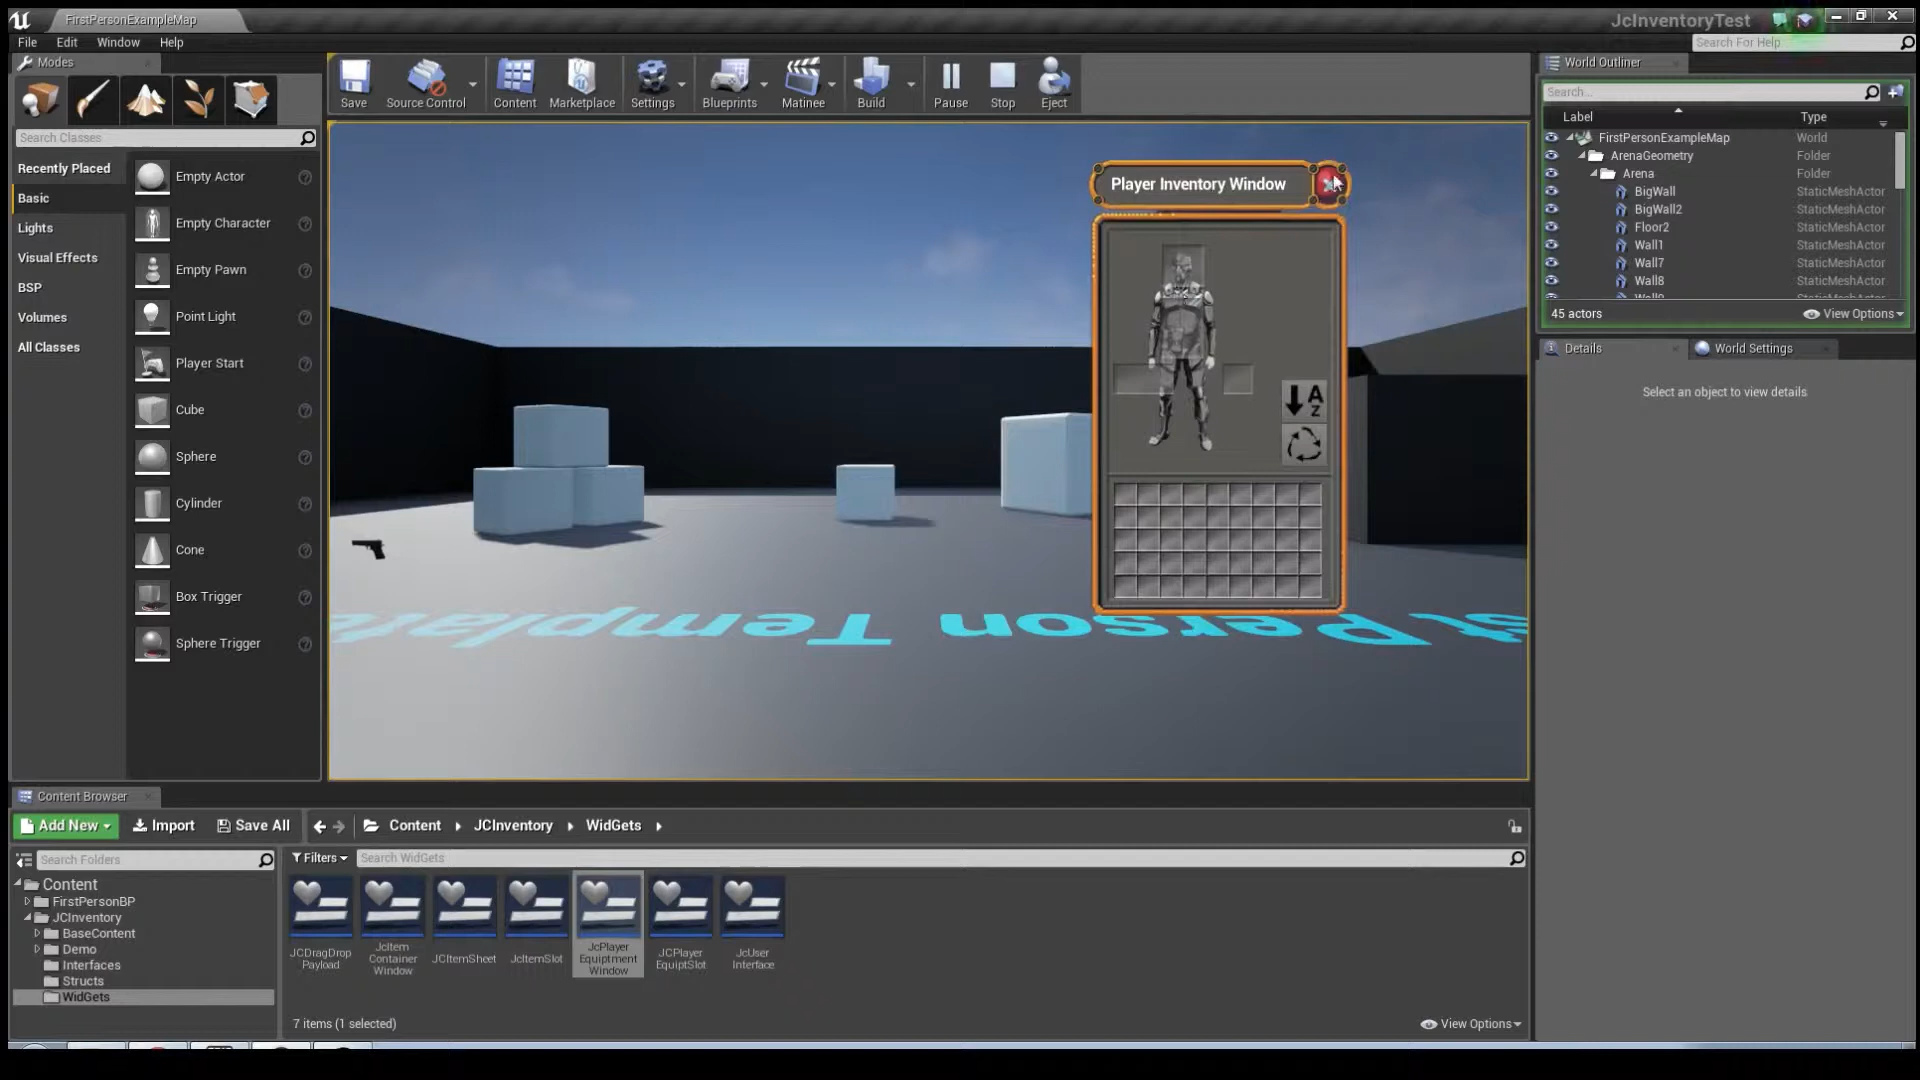 FirstPersonExampleMap
JcInventoryTest
File Edit Window Help
Search For Help
Modes
Save Source Control Content Marketplace Settings Blueprints Matinee Build Pause Stop Eject
World Outliner
Search...
Search Classes
Label Type
Recently Placed
Basic
Lights
Visual Effects
BSP
Volumes
All Classes
Empty Actor
Empty Character
Empty Pawn
Point Light
Player Start
Cube
Sphere
Cylinder
Cone
Box Trigger
Sphere Trigger
Player Inventory Window
A
Z
st Person Template
FirstPersonExampleMap World
ArenaGeometry Folder
Arena Folder
BigWall StaticMeshActor
BigWall2 StaticMeshActor
Floor2 StaticMeshActor
Wall1 StaticMeshActor
Wall7 StaticMeshActor
Wall8 StaticMeshActor
45 actors View Options
Details World Settings
Select an object to view details
Content Browser
Add New Import Save All Content JCInventory WidGets
Search Folders
Filters Search WidGets
Content
FirstPersonBP
JCInventory
BaseContent
Demo
Interfaces
Structs
WidGets
JCDragDrop
Payload
JcItem
Container
Window
JCItemSheet
JcItemSlot
JcPlayer
Equiptment
Window
JCPlayer
EquiptSlot
JcUser
Interface
7 items (1 selected) View Options